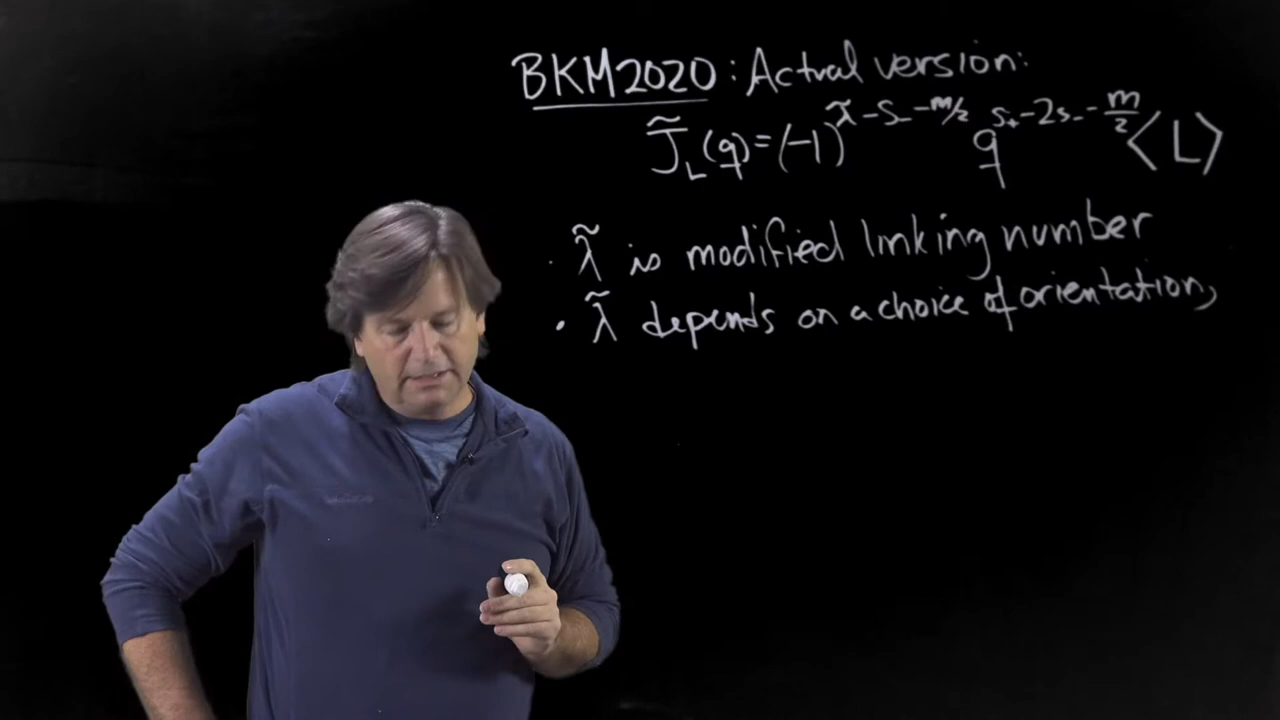 BKM2020: Actual version:
J̃_L(q)=(-1)^{λ̃-s_- -m/2} q^{s_+-2s_- -m/2}⟨L⟩
· λ̃ is modified linking number
· λ̃ depends on a choice of orientation,